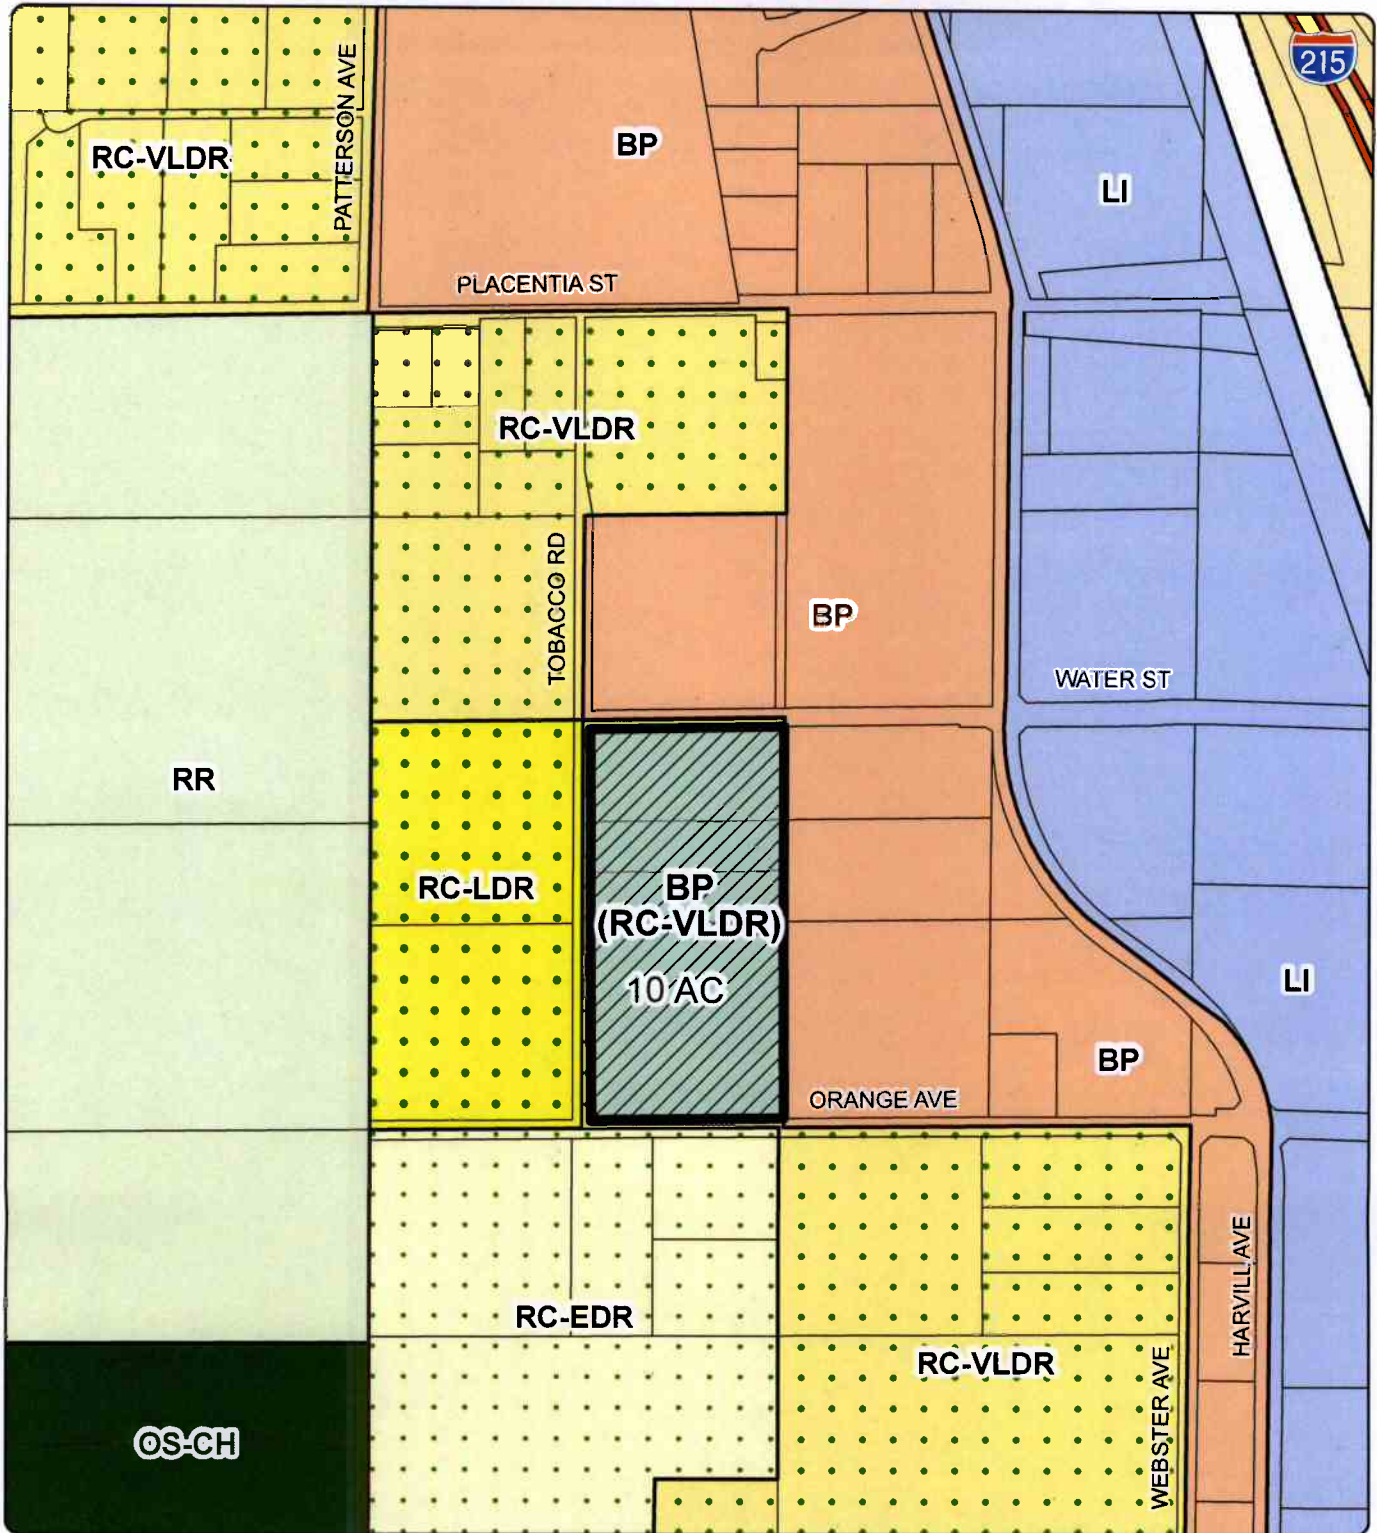 215
PATTERSON AVE
RC-VLDR
BP
LI
PLACENTIA ST
RC-VLDR
TOBACCO RD
BP
WATER ST
RR
RC-LDR
BP
(RC-VLDR)
10 AC
LI
BP
ORANGE AVE
RC-EDR
HARVILL AVE
RC-VLDR
WEBSTER AVE
OS-CH